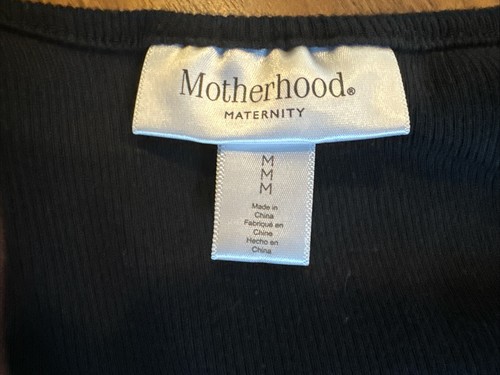 Motherhood®
MATERNITY
M
M
M
Made in
China
Fabriqué en
Chine
Hecho en
China